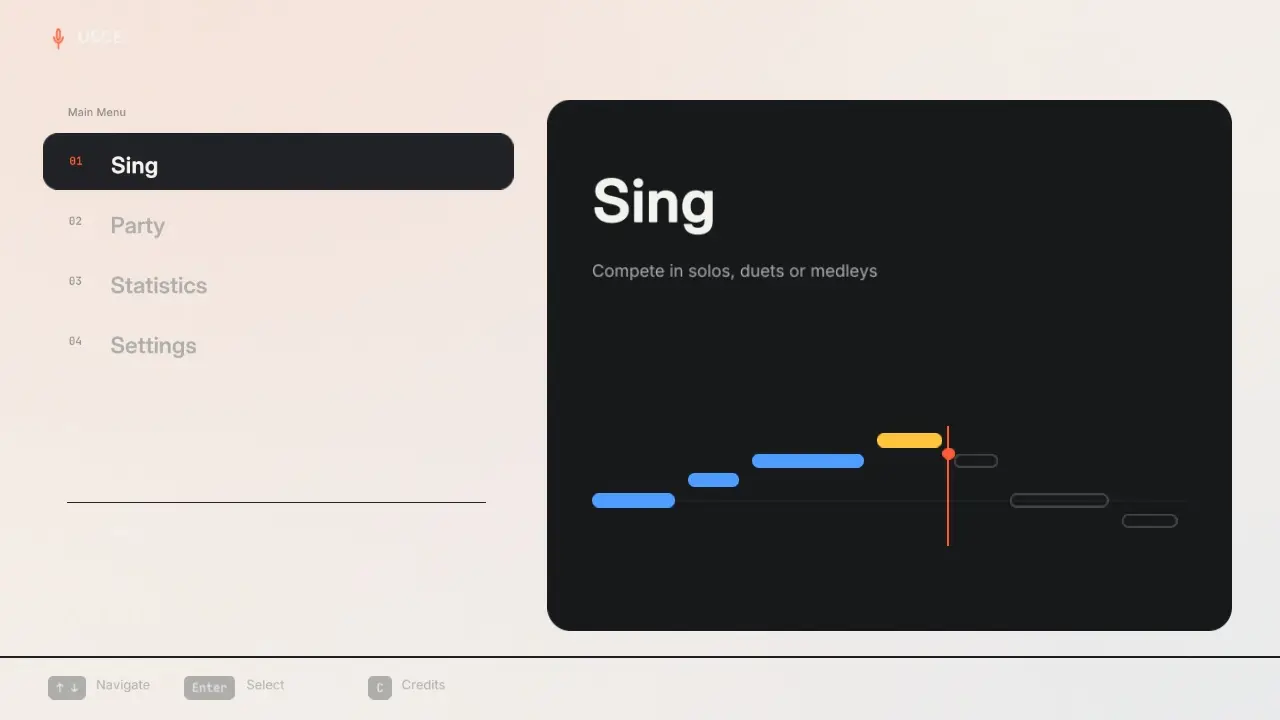 Main Menu
01 Sing
02 Party
03 Statistics
04 Settings
Sing
Compete in solos, duets or medleys
↑ ↓ Navigate Enter Select C Credits